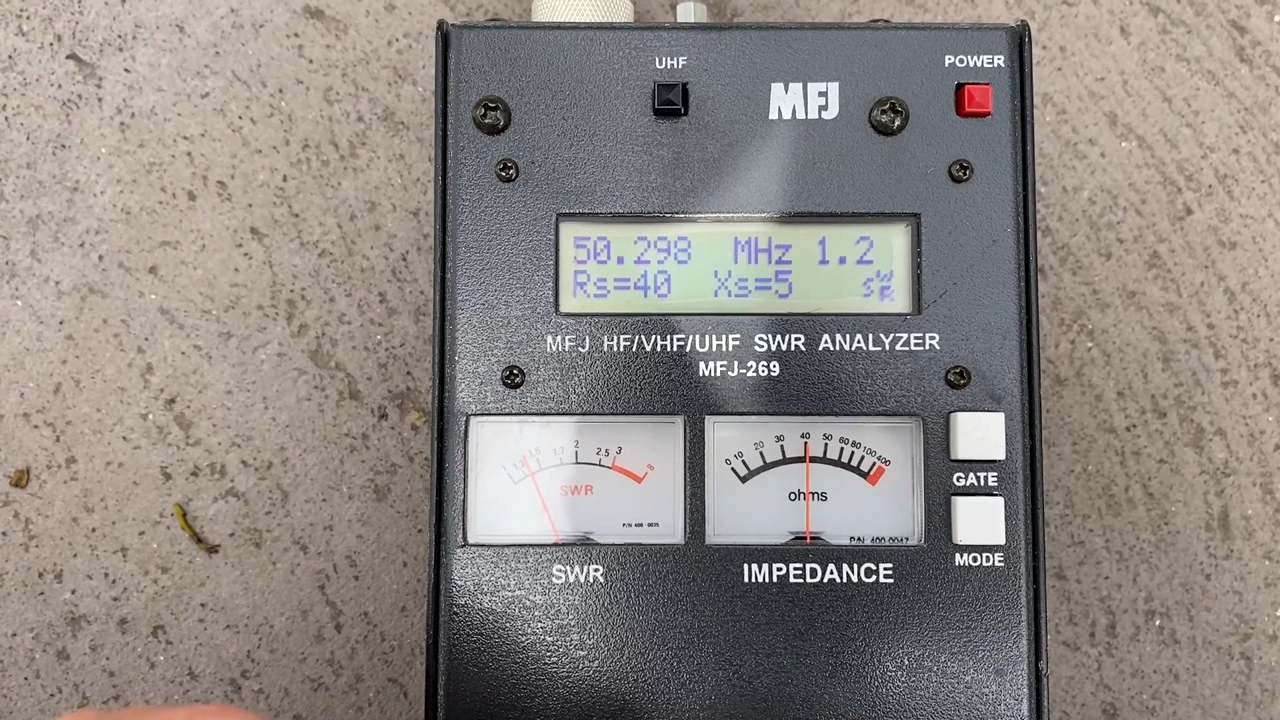 UHF
POWER
MFJ
50.298 MHz 1.2
Rs=40 Xs=5 SWR
MFJ HF/VHF/UHF SWR ANALYZER
MFJ-269
1 1.2 1.5 1.7 2 2.5 3 8
SWR
P/N 400-0035
0 10 20 30 40 50 60 80 100 400
ohms
P/N 400-0047
GATE
MODE
SWR
IMPEDANCE